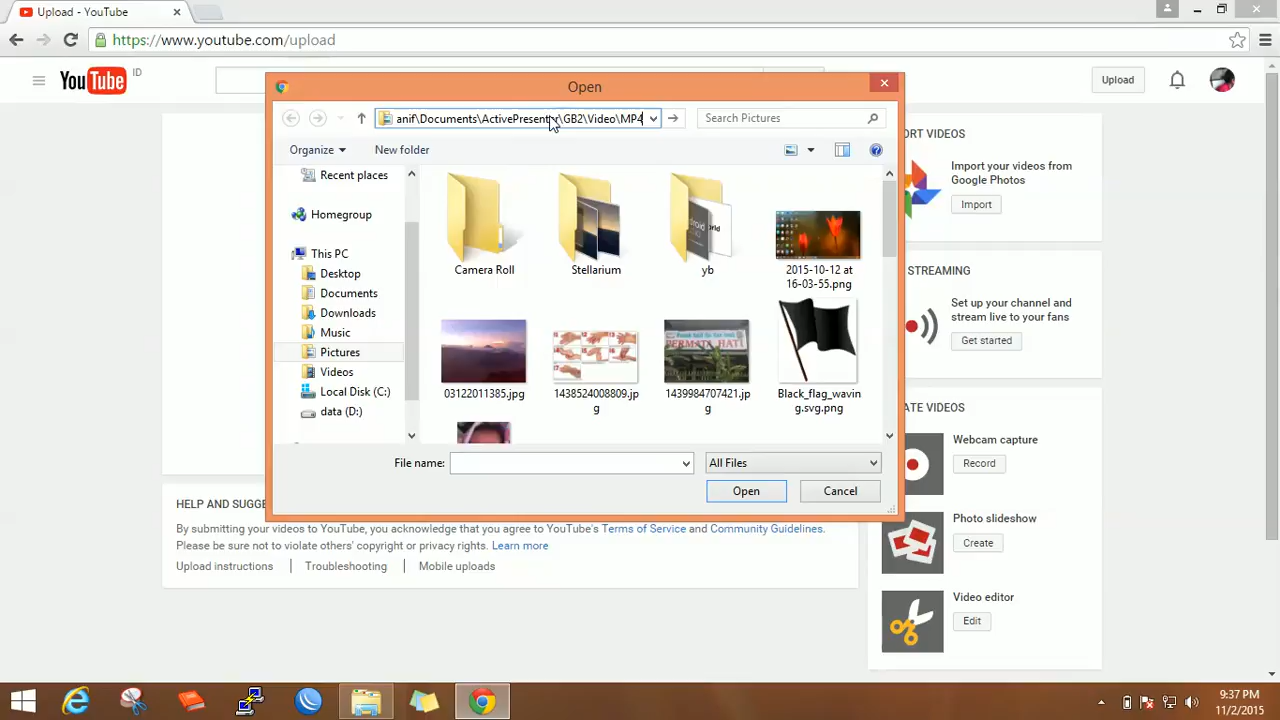 Upload - YouTube
https://www.youtube.com/upload
YouTube ID
Upload
Open
anif\Documents\ActivePresenter\GB2\Video\MP4
Search Pictures
Organize
New folder
Recent places
Homegroup
This PC
Desktop
Documents
Downloads
Music
Pictures
Videos
Local Disk (C:)
data (D:)
Camera Roll
Stellarium
yb
2015-10-12 at
16-03-55.png
PERMATA HATI
03122011385.jpg
1438524008809.jp
g
1439984707421.jp
g
Black_flag_wavin
g.svg.png
File name:
All Files
Open
Cancel
ORT VIDEOS
Import your videos from
Google Photos
Import
STREAMING
Set up your channel and
stream live to your fans
Get started
ATE VIDEOS
Webcam capture
Record
Photo slideshow
Create
Video editor
Edit
HELP AND SUGGE
By submitting your videos to YouTube, you acknowledge that you agree to YouTube's Terms of Service and Community Guidelines.
Please be sure not to violate others' copyright or privacy rights. Learn more
Upload instructions
Troubleshooting
Mobile uploads
9:37 PM
11/2/2015